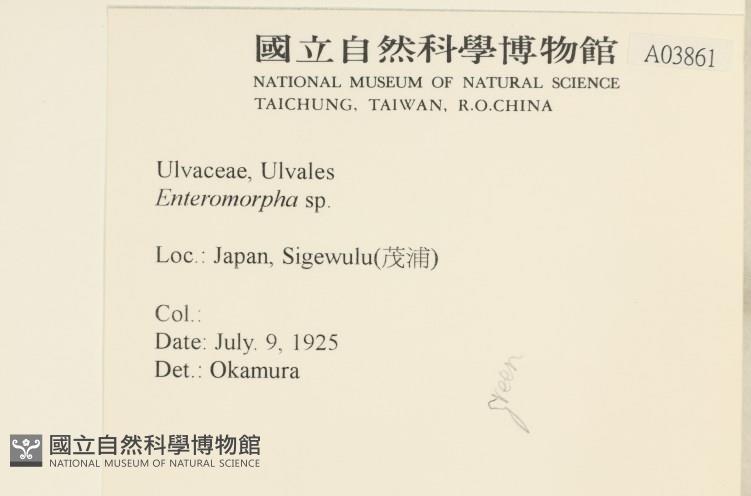 國立自然科學博物館
A03861
NATIONAL MUSEUM OF NATURAL SCIENCE
TAICHUNG, TAIWAN, R.O.CHINA
Ulvaceae, Ulvales
Enteromorpha sp.
Loc.: Japan, Sigewulu(茂浦)
Col.:
Date: July. 9, 1925
Det.: Okamura
green
國立自然科學博物館
NATIONAL MUSEUM OF NATURAL SCIENCE